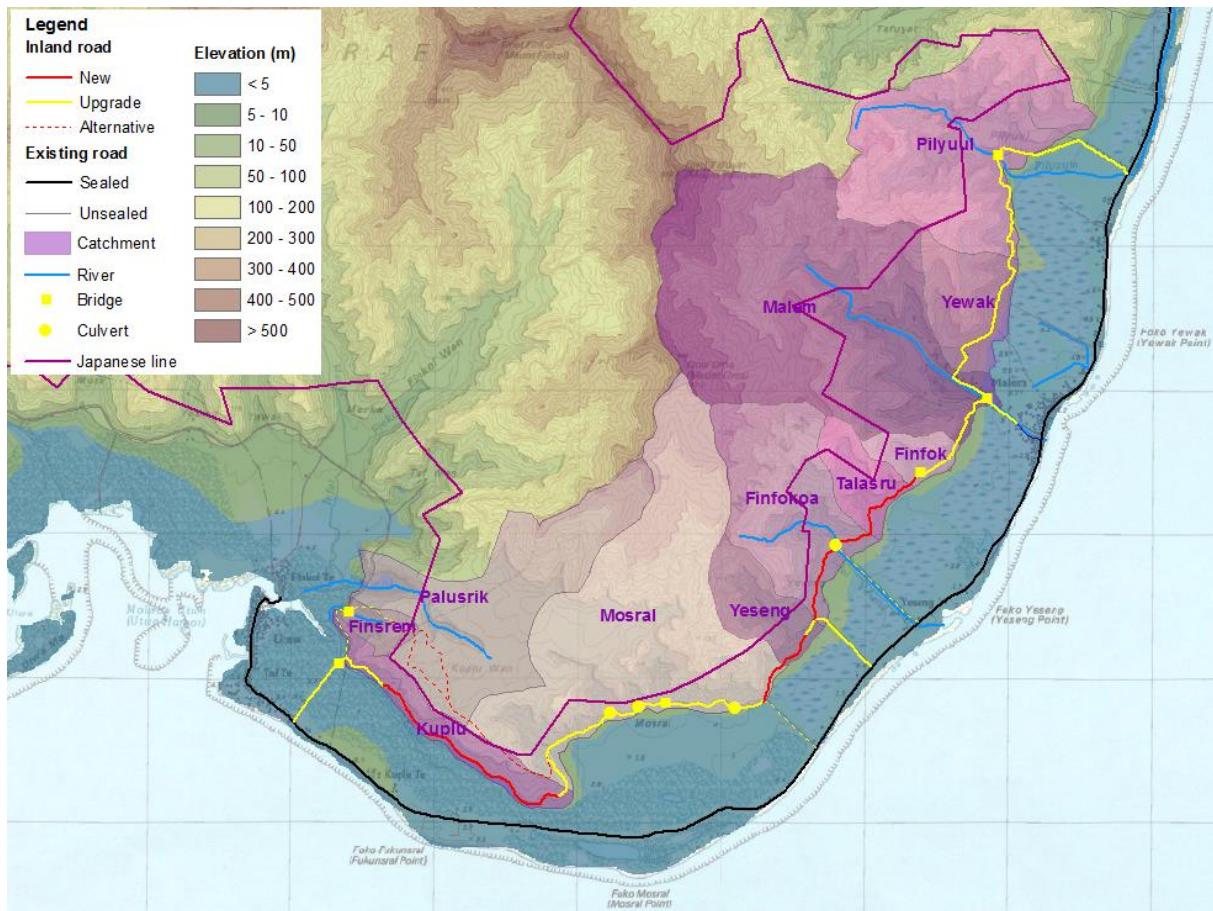 Legend
Inland road
New
Upgrade
Alternative
Existing road
Sealed
Unsealed
Catchment
River
Bridge
Culvert
Japanese line
Elevation (m)
< 5
5 - 10
10 - 50
50 - 100
100 - 200
200 - 300
300 - 400
400 - 500
> 500
Pilyuul
Malem
Yewak
Foko Yewak
(Yewak Point)
Malem
Finfok
Talasru
Finfokoa
Palusrik
Mosral
Yeseng
Yeseng
Foko Yeseng
(Yeseng Point)
Finsrem
Kuplu
Mosral
Foko Fukunsral
(Fukunsral Point)
Foko Mosral
(Mosral Point)